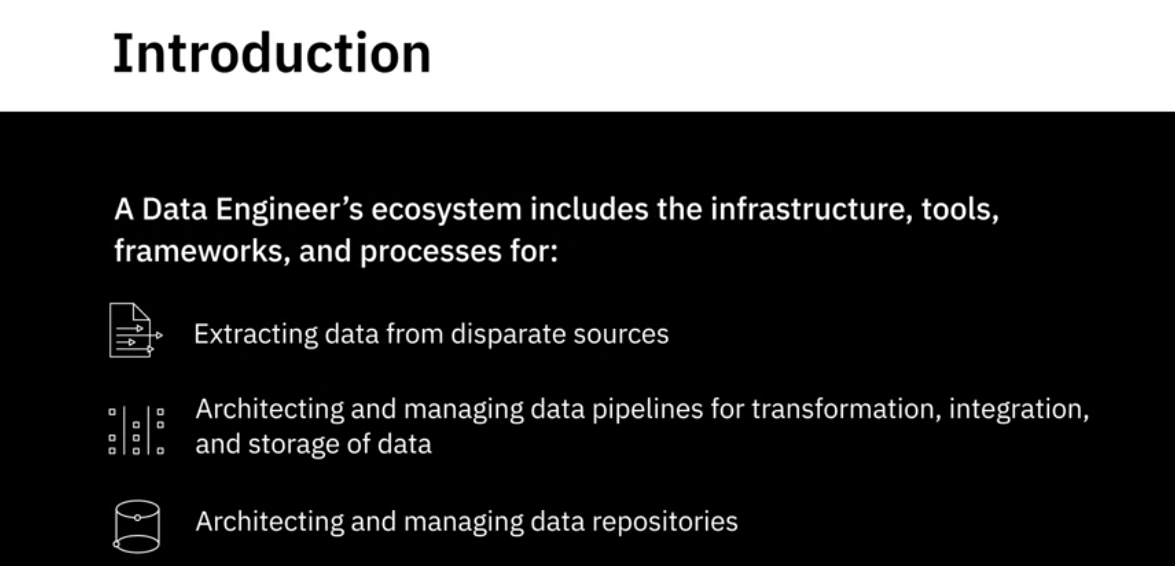 Introduction
A Data Engineer’s ecosystem includes the infrastructure, tools,
frameworks, and processes for:
Extracting data from disparate sources
Architecting and managing data pipelines for transformation, integration,
and storage of data
Architecting and managing data repositories